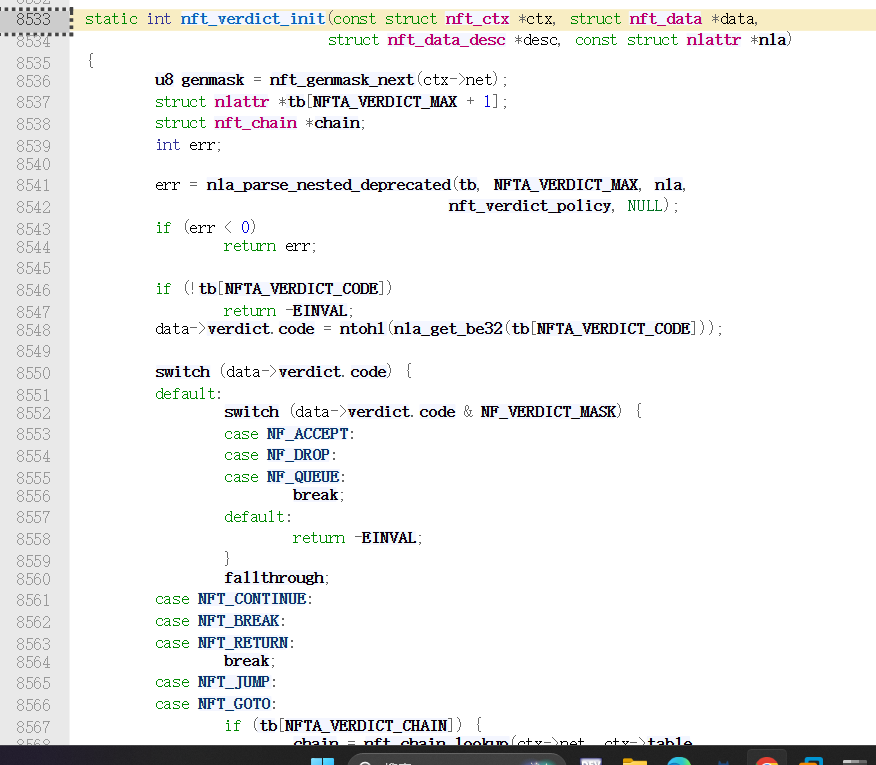 8532
8533 static int nft_verdict_init(const struct nft_ctx *ctx, struct nft_data *data,
8534 struct nft_data_desc *desc, const struct nlattr *nla)
8535 {
8536 u8 genmask = nft_genmask_next(ctx->net);
8537 struct nlattr *tb[NFTA_VERDICT_MAX + 1];
8538 struct nft_chain *chain;
8539 int err;
8540
8541 err = nla_parse_nested_deprecated(tb, NFTA_VERDICT_MAX, nla,
8542 nft_verdict_policy, NULL);
8543 if (err < 0)
8544 return err;
8545
8546 if (!tb[NFTA_VERDICT_CODE])
8547 return -EINVAL;
8548 data->verdict.code = ntohl(nla_get_be32(tb[NFTA_VERDICT_CODE]));
8549
8550 switch (data->verdict.code) {
8551 default:
8552 switch (data->verdict.code & NF_VERDICT_MASK) {
8553 case NF_ACCEPT:
8554 case NF_DROP:
8555 case NF_QUEUE:
8556 break;
8557 default:
8558 return -EINVAL;
8559 }
8560 fallthrough;
8561 case NFT_CONTINUE:
8562 case NFT_BREAK:
8563 case NFT_RETURN:
8564 break;
8565 case NFT_JUMP:
8566 case NFT_GOTO:
8567 if (tb[NFTA_VERDICT_CHAIN]) {
8568 chain = nft_chain_lookup(ctx->net, ctx->table,